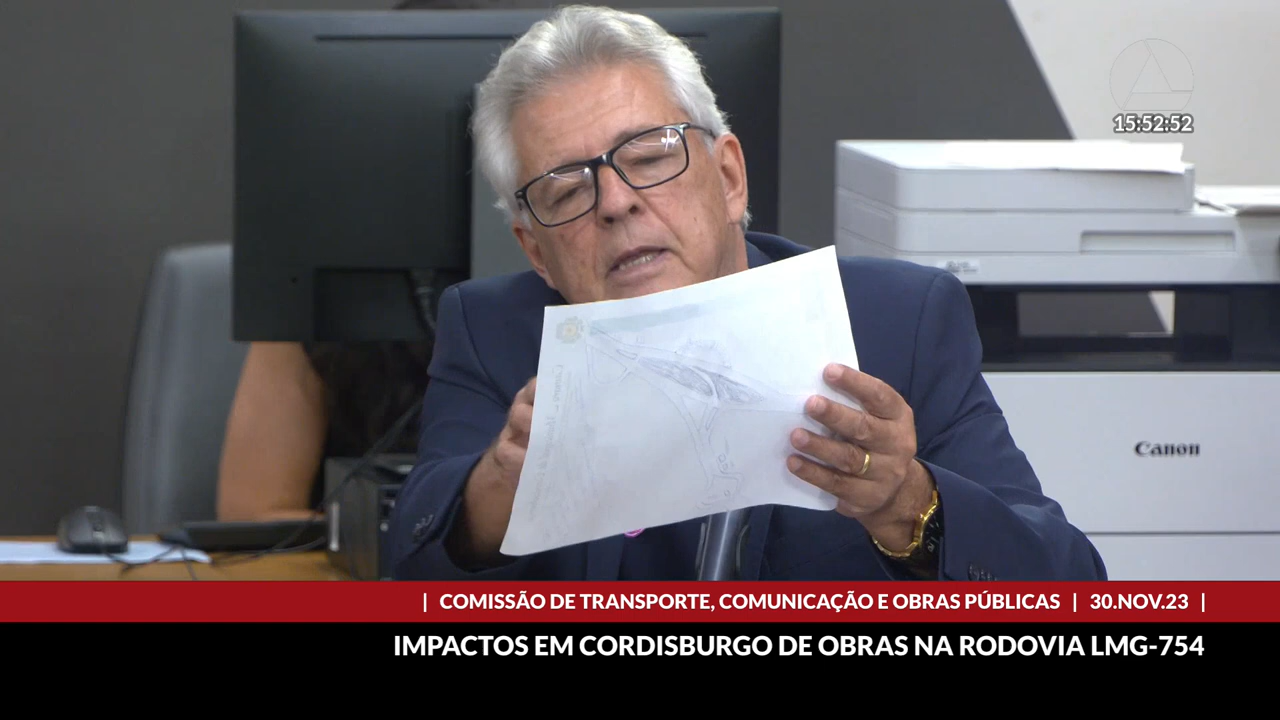 15:52:52
Canon
| COMISSÃO DE TRANSPORTE, COMUNICAÇÃO E OBRAS PÚBLICAS | 30.NOV.23 |
IMPACTOS EM CORDISBURGO DE OBRAS NA RODOVIA LMG-754